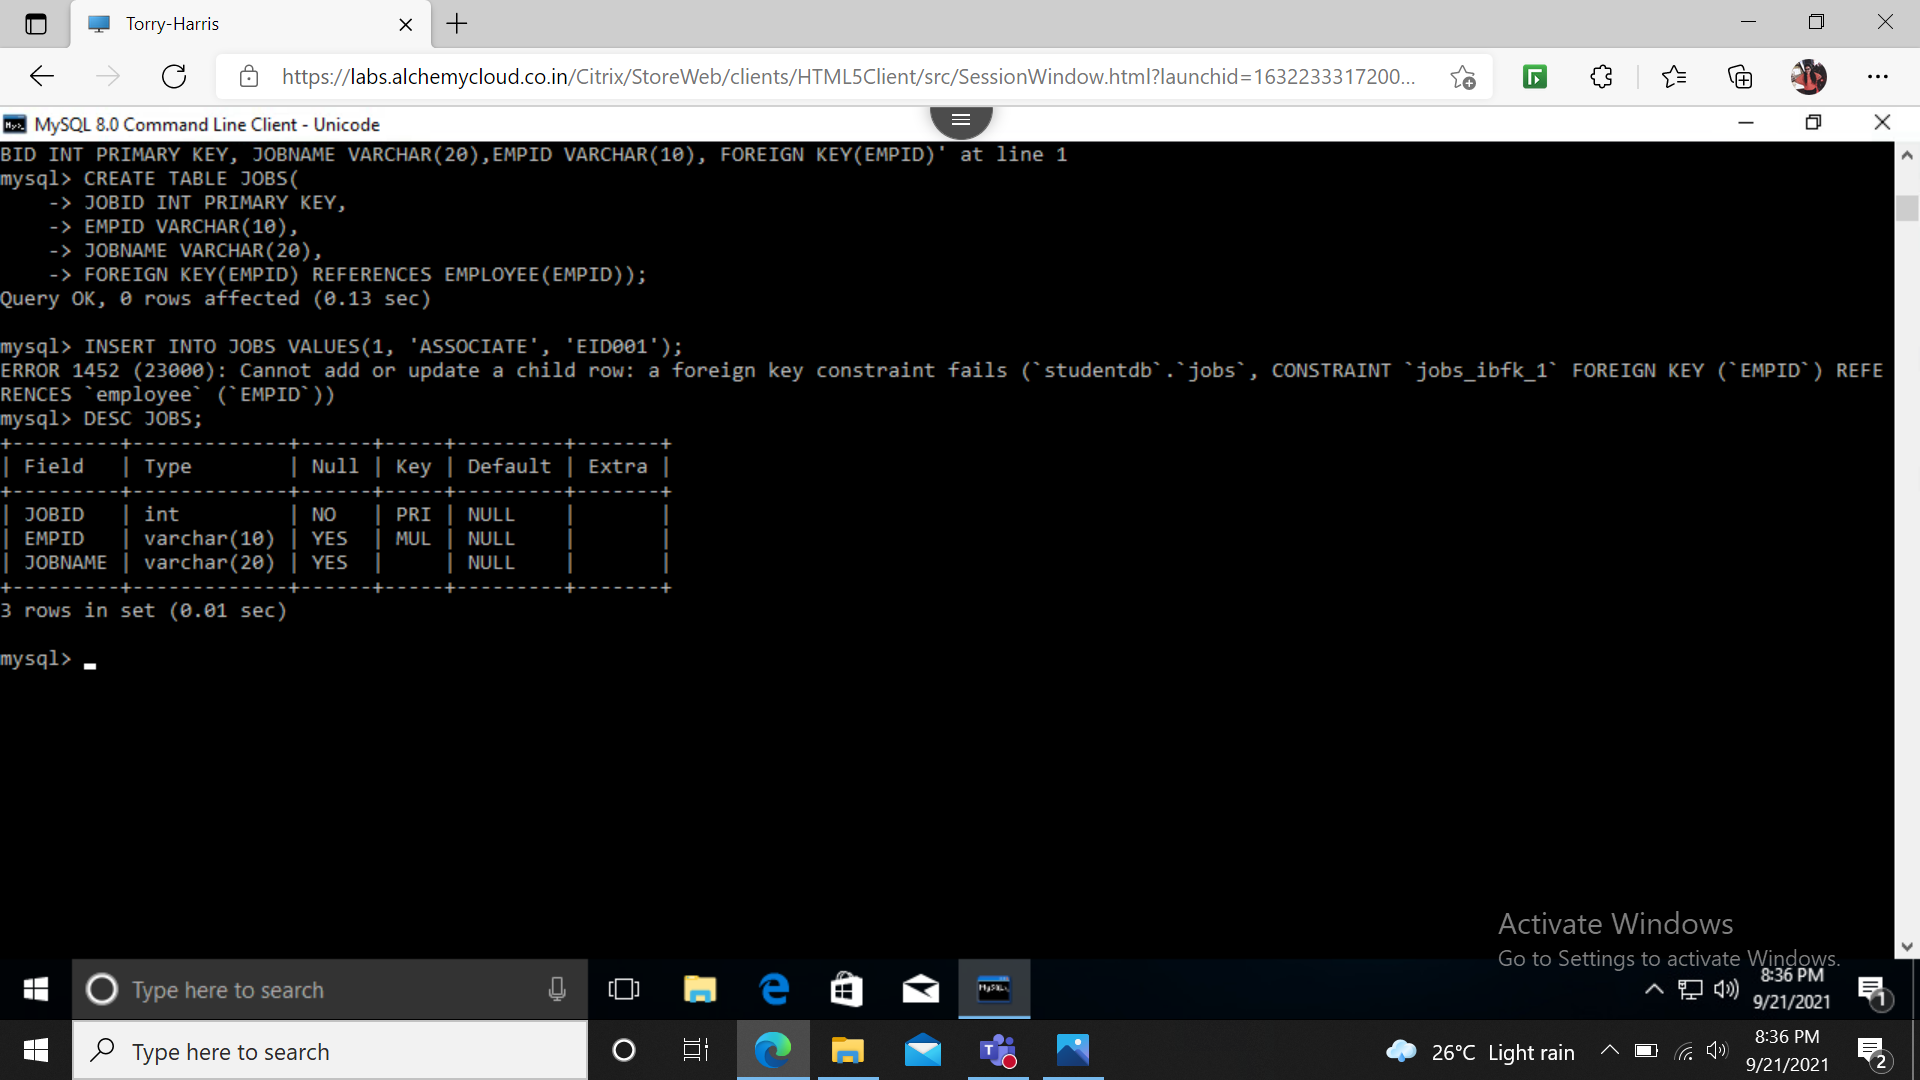 Torry-Harris
https://labs.alchemycloud.co.in/Citrix/StoreWeb/clients/HTML5Client/src/SessionWindow.html?launchid=1632233317200...
MySQL 8.0 Command Line Client - Unicode
BID INT PRIMARY KEY, JOBNAME VARCHAR(20),EMPID VARCHAR(10), FOREIGN KEY(EMPID)' at line 1
mysql> CREATE TABLE JOBS(
    -> JOBID INT PRIMARY KEY,
    -> EMPID VARCHAR(10),
    -> JOBNAME VARCHAR(20),
    -> FOREIGN KEY(EMPID) REFERENCES EMPLOYEE(EMPID));
Query OK, 0 rows affected (0.13 sec)
mysql> INSERT INTO JOBS VALUES(1, 'ASSOCIATE', 'EID001');
ERROR 1452 (23000): Cannot add or update a child row: a foreign key constraint fails (`studentdb`.`jobs`, CONSTRAINT `jobs_ibfk_1` FOREIGN KEY (`EMPID`) REFE
RENCES `employee` (`EMPID`))
mysql> DESC JOBS;
+---------+-------------+------+-----+---------+-------+
| Field   | Type        | Null | Key | Default | Extra |
+---------+-------------+------+-----+---------+-------+
| JOBID   | int         | NO   | PRI | NULL    |       |
| EMPID   | varchar(10) | YES  | MUL | NULL    |       |
| JOBNAME | varchar(20) | YES  |     | NULL    |       |
+---------+-------------+------+-----+---------+-------+
3 rows in set (0.01 sec)
mysql>
Activate Windows
Go to Settings to activate Windows.
Type here to search
8:36 PM
9/21/2021
1
Type here to search
26°C Light rain
8:36 PM
9/21/2021
2